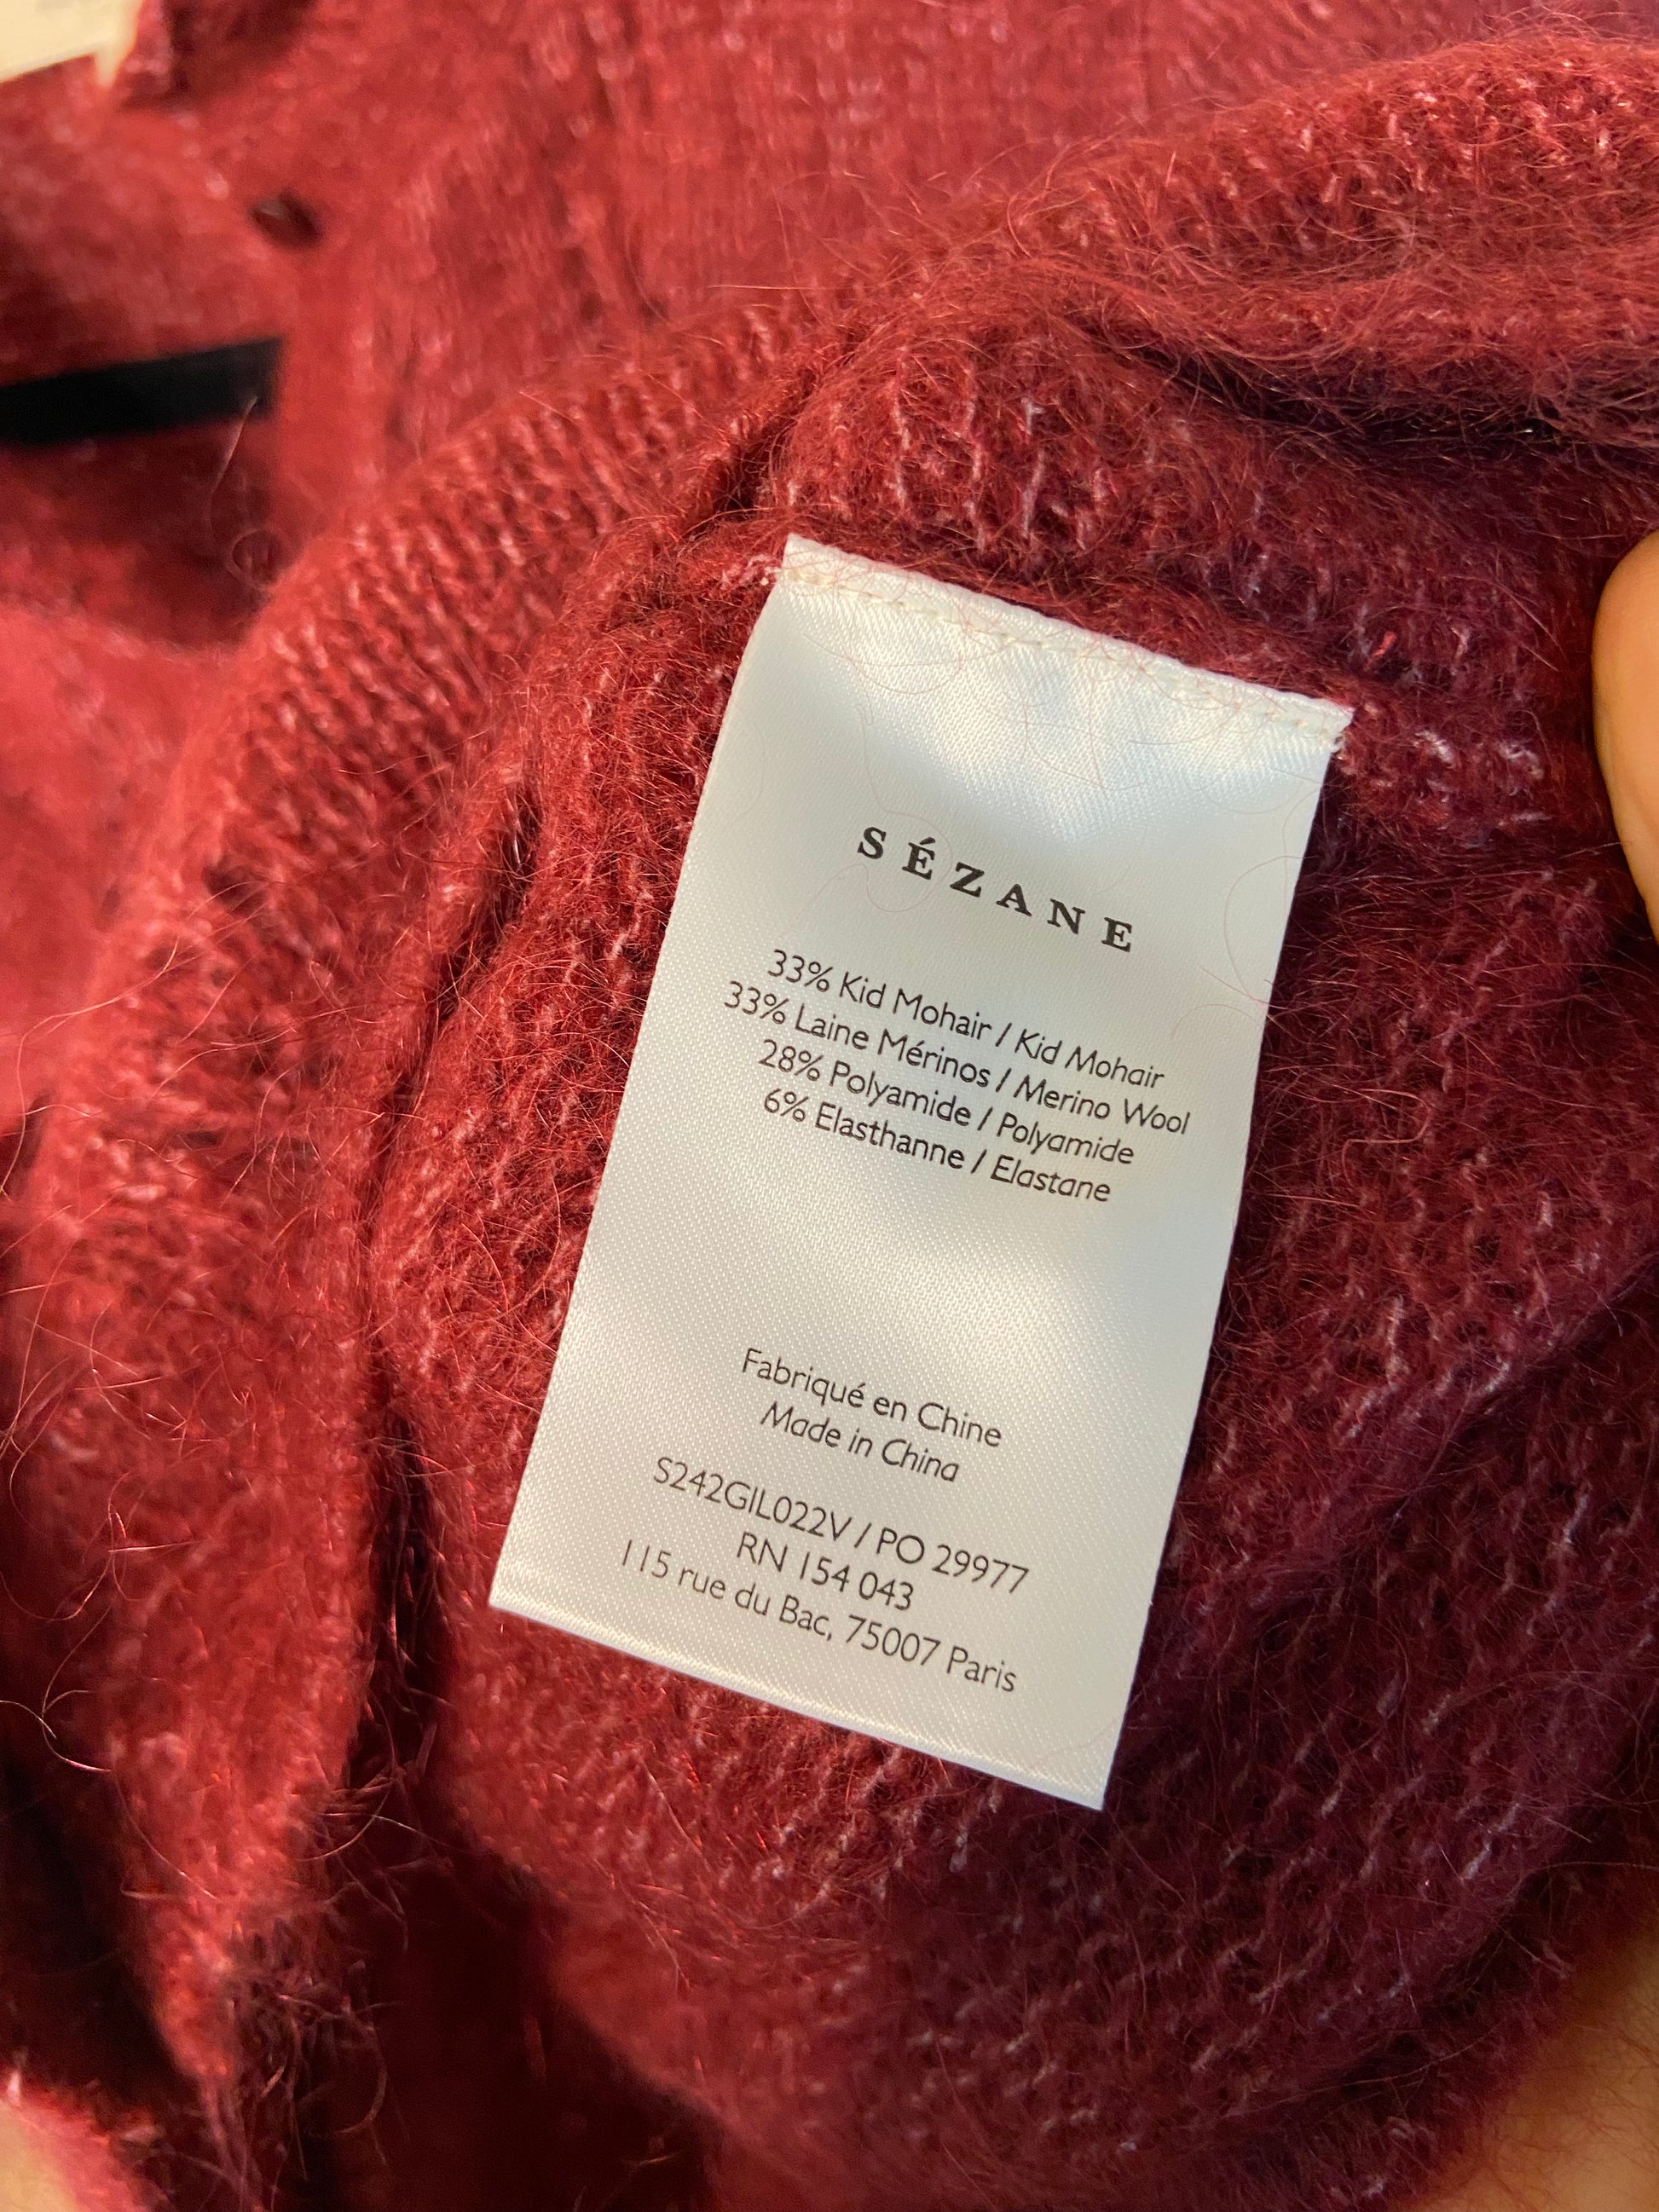 SÉZANE
33% Kid Mohair / Kid Mohair
33% Laine Mérinos / Merino Wool
28% Polyamide / Polyamide
6% Elasthanne / Elastane
Fabriqué en Chine
Made in China
S242GIL022V / PO 29977
RN 154 043
115 rue du Bac, 75007 Paris